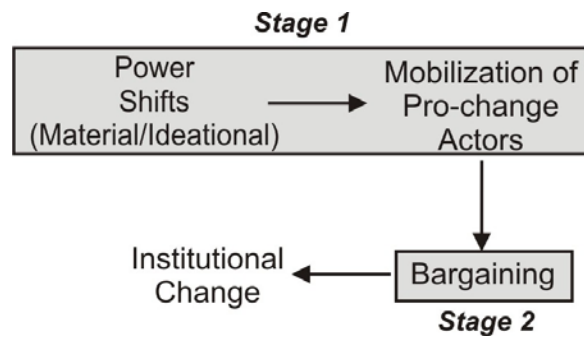 Stage 1
Power
Shifts
(Material/Ideational)
Mobilization of
Pro-change
Actors
Institutional
Change
Bargaining
Stage 2